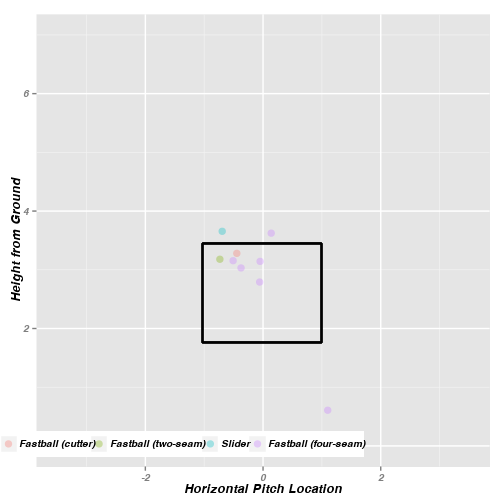 6
4
2
Height from Ground
Fastball (cutter) Fastball (two-seam) Slider Fastball (four-seam)
-2 0 2
Horizontal Pitch Location